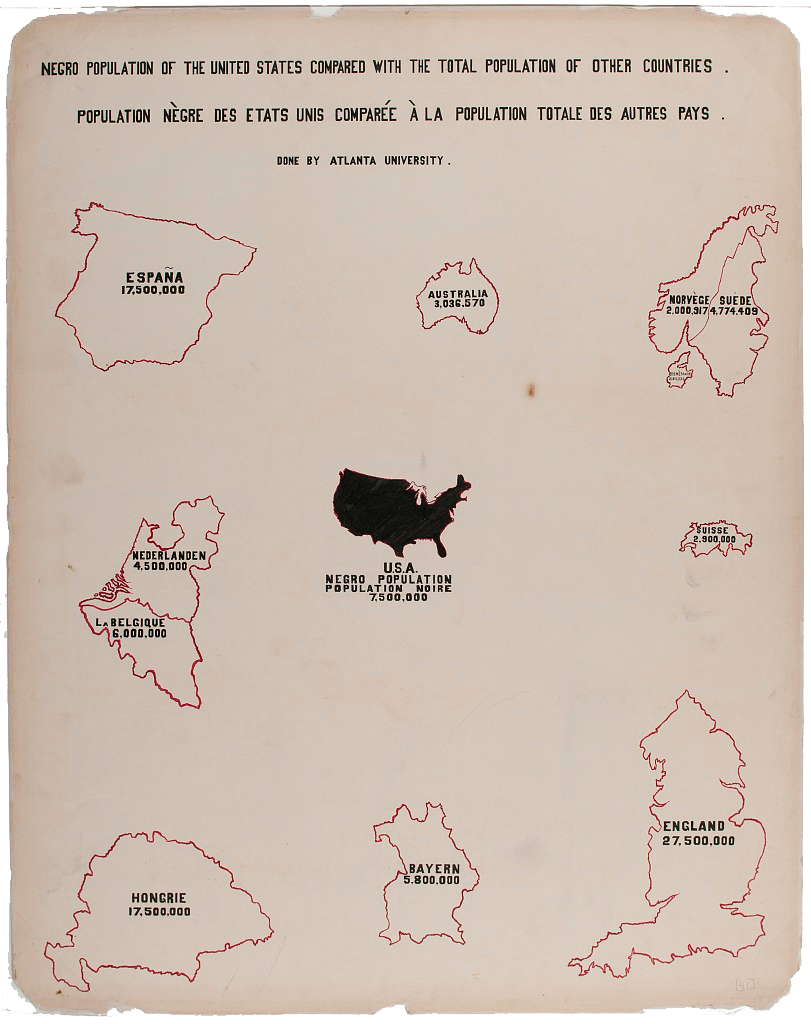 NEGRO POPULATION OF THE UNITED STATES COMPARED WITH THE TOTAL POPULATION OF OTHER COUNTRIES .
POPULATION NÈGRE DES ETATS UNIS COMPARÉE À LA POPULATION TOTALE DES AUTRES PAYS .
DONE BY ATLANTA UNIVERSITY .
ESPAÑA
17,500,000
AUSTRALIA
3,036,570
NORVÈGE
2,000,917
SUÈDE
4,774,409
NEDERLANDEN
4,500,000
LA BELGIQUE
6,000,000
U.S.A.
NEGRO POPULATION
POPULATION NOIRE
7,500,000
SUISSE
2,900,000
HONGRIE
17,500,000
BAYERN
5,800,000
ENGLAND
27,500,000